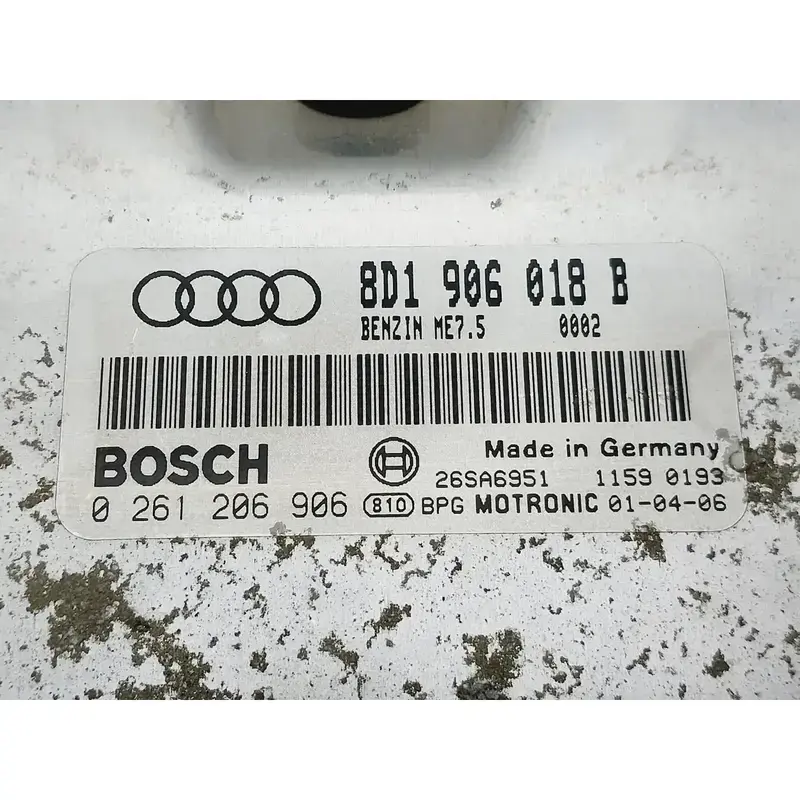 8D1 906 018 B
BENZIN ME7.5 0002
BOSCH Made in Germany
26SA6951 1159 0193
0 261 206 906 810 BPG MOTRONIC 01-04-06